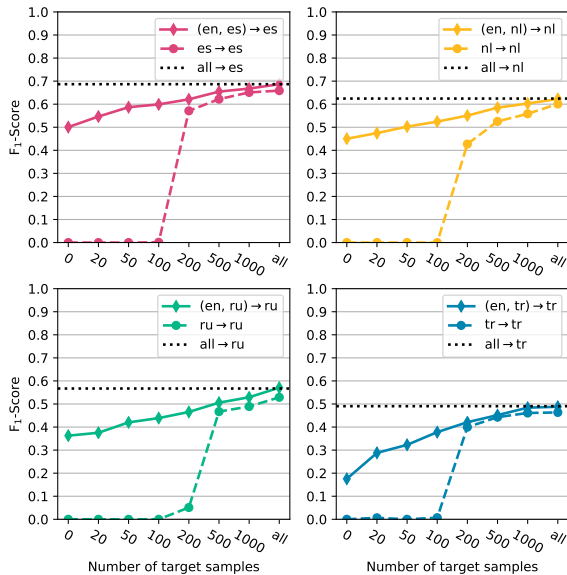 (en, es)→es
es→es
all→es
F₁-Score
1.0
0.9
0.8
0.7
0.6
0.5
0.4
0.3
0.2
0.1
0.0
0 20 50 100 200 500 1000 all
(en, nl)→nl
nl→nl
all→nl
1.0
0.9
0.8
0.7
0.6
0.5
0.4
0.3
0.2
0.1
0.0
0 20 50 100 200 500 1000 all
(en, ru)→ru
ru→ru
all→ru
F₁-Score
1.0
0.9
0.8
0.7
0.6
0.5
0.4
0.3
0.2
0.1
0.0
0 20 50 100 200 500 1000 all
Number of target samples
(en, tr)→tr
tr→tr
all→tr
1.0
0.9
0.8
0.7
0.6
0.5
0.4
0.3
0.2
0.1
0.0
0 20 50 100 200 500 1000 all
Number of target samples